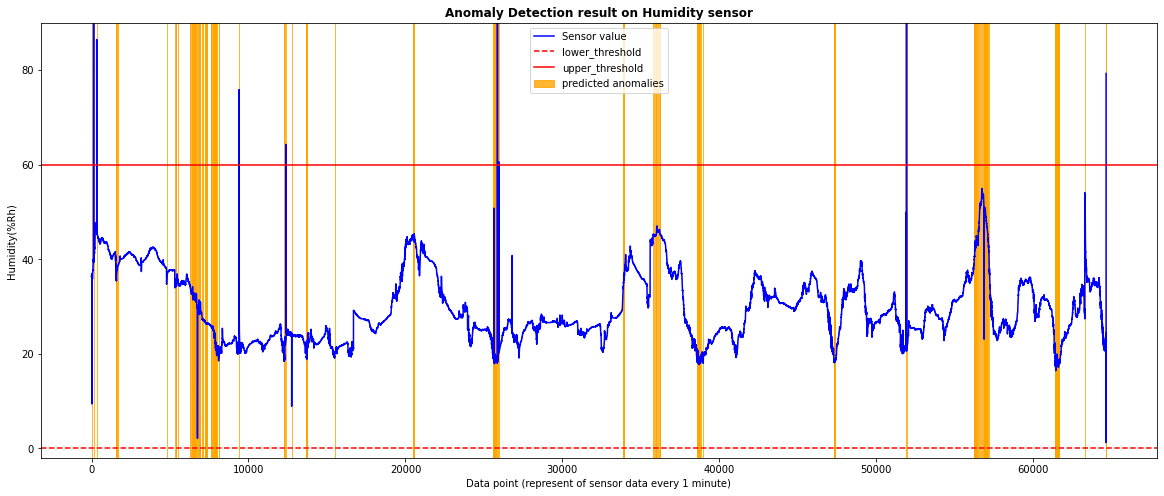 Anomaly Detection result on Humidity sensor
Sensor value
lower_threshold
upper_threshold
predicted anomalies
Humidity(%Rh)
80
60
40
20
0
0 10000 20000 30000 40000 50000 60000
Data point (represent of sensor data every 1 minute)